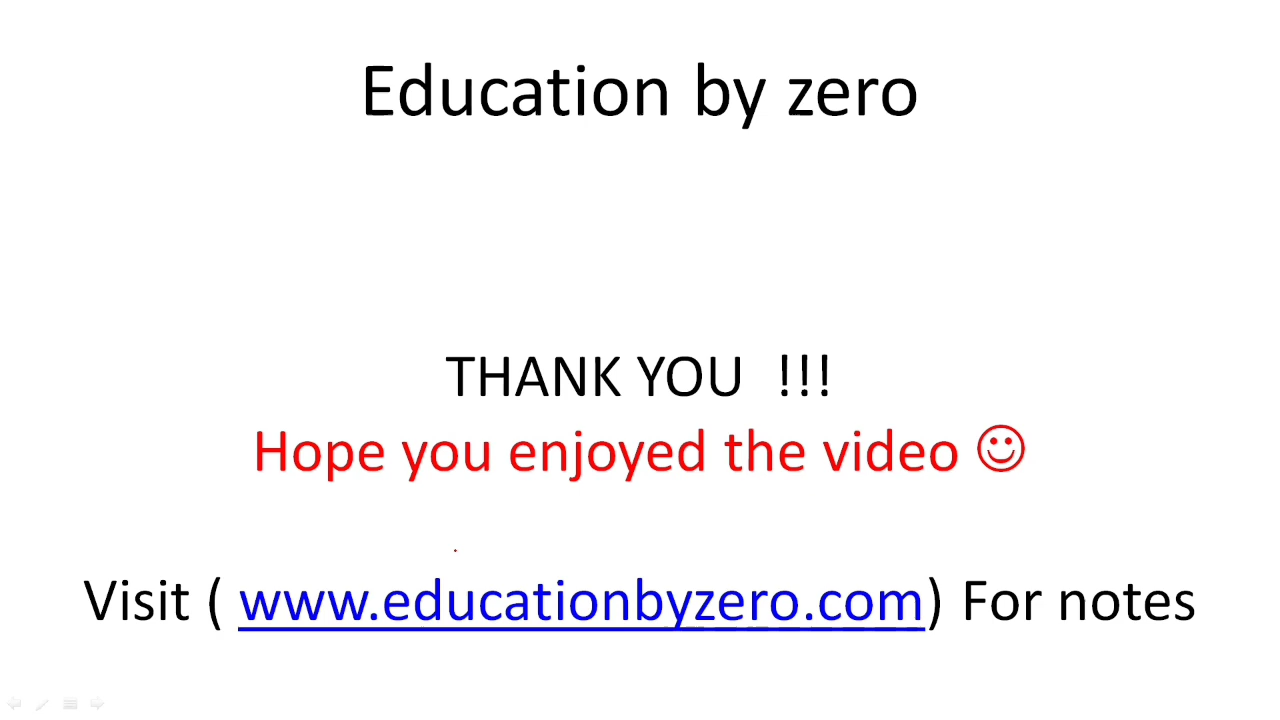 Education by zero
THANK YOU !!!
Hope you enjoyed the video ☺
Visit ( www.educationbyzero.com) For notes